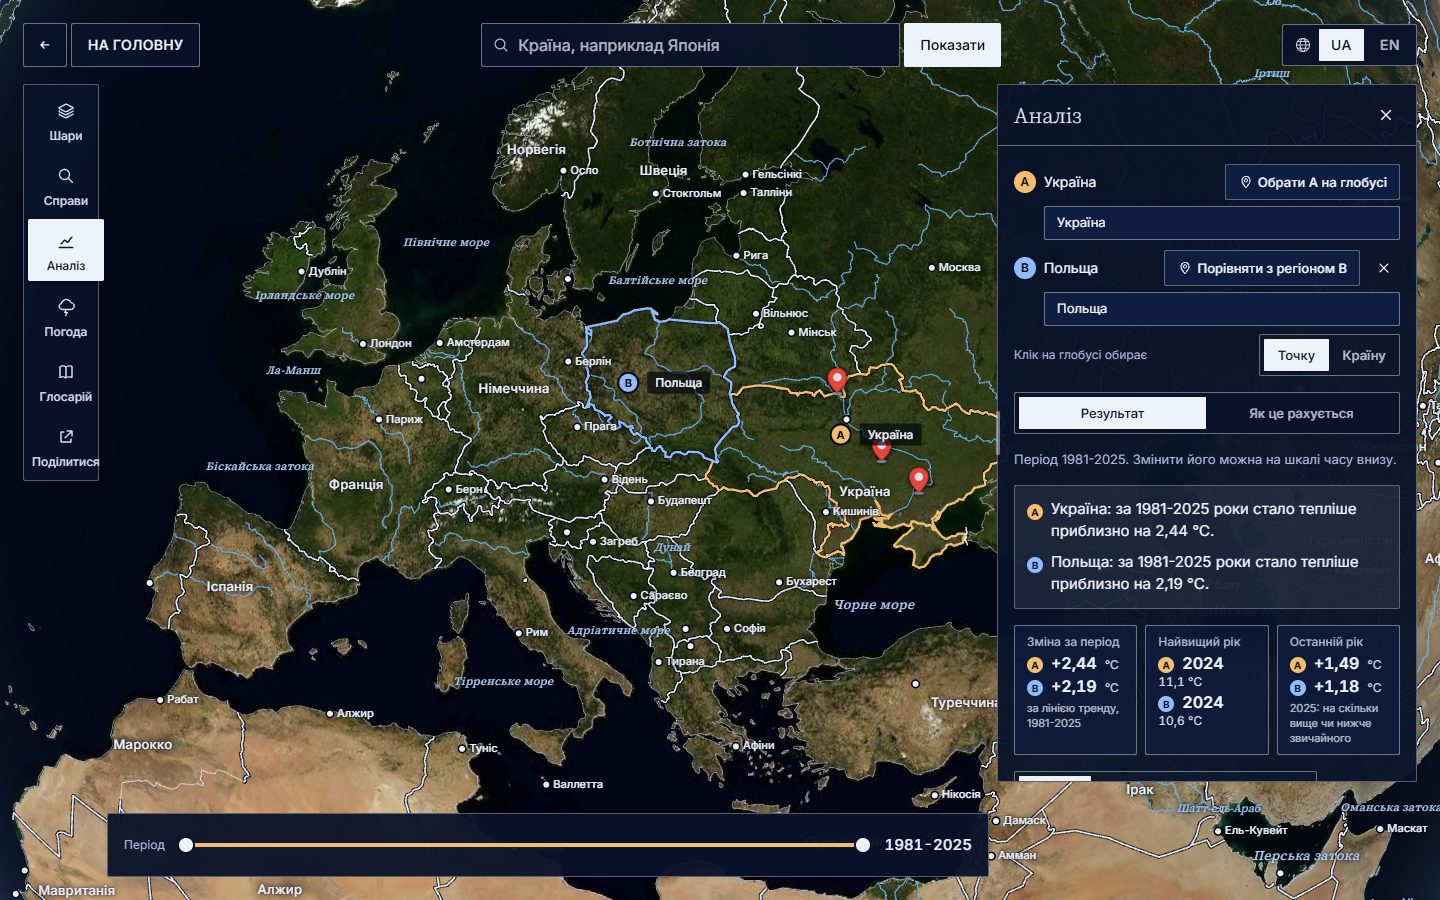 НА ГОЛОВНУ
Країна, наприклад Японія
Показати
UA
EN
Шари
Справи
Аналіз
Погода
Глосарій
Поділитися
Аналіз
A Україна
Обрати A на глобусі
Україна
B Польща
Порівняти з регіоном B
Польща
Клік на глобусі обирає
Точку
Країну
Результат
Як це рахується
Період 1981-2025. Змінити його можна на шкалі часу внизу.
A Україна: за 1981-2025 роки стало тепліше
приблизно на 2,44 °C.
B Польща: за 1981-2025 роки стало тепліше
приблизно на 2,19 °C.
Зміна за період
A +2,44 °C
B +2,19 °C
за лінією тренду,
1981-2025
Найвищий рік
A 2024
11,1 °C
B 2024
10,6 °C
Останній рік
A +1,49 °C
B +1,18 °C
2025: на скільки
вище чи нижче
звичайного
Іртиш
Норвегія
Ботнічна затока
Осло
Швеція
Гельсінкі
Стокгольм
Таллінн
Північне море
Рига
Москва
Дублін
Балтійське море
Ірландське море
Вільнюс
Мінськ
Лондон
Амстердам
Берлін
Ла-Манш
Німеччина
B
Польща
Париж
Прага
A
Україна
Біскайська затока
Франція
Берн
Відень
Будапешт
Україна
Кишинів
Загреб
Дунай
Белград
Бухарест
Іспанія
Сараєво
Чорне море
Рим
Адріатичне море
Софія
Тирана
Тірренське море
Рабат
Алжир
Туреччина
Марокко
Туніс
Афіни
Валлетта
Нікосія
Ірак
Шатт-ель-Араб
Оманська затока
Дамаск
Ель-Кувейт
Маскат
Амман
Перська затока
Мавританія
Алжир
Період
1981-2025